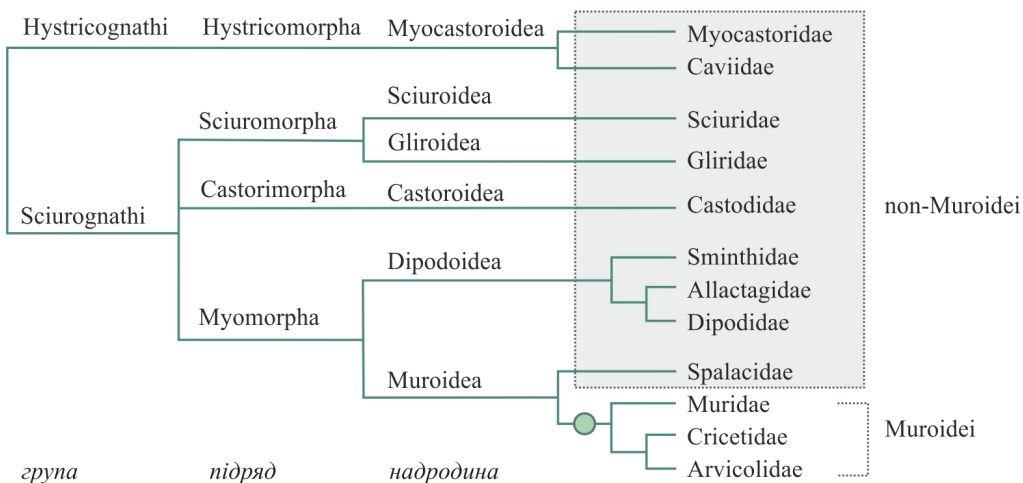 Hystricognathi Hystricomorpha Myocastoroidea
Myocastoridae
Caviidae
Sciuroidea
Sciuromorpha
Sciuridae
Gliroidea
Gliridae
Castorimorpha Castoroidea
Castodidae
non-Muroidei
Sciurognathi
Dipodoidea
Sminthidae
Allactagidae
Myomorpha
Dipodidae
Muroidea
Spalacidae
Muridae
Cricetidae
Muroidei
Arvicolidae
група підряд надродина